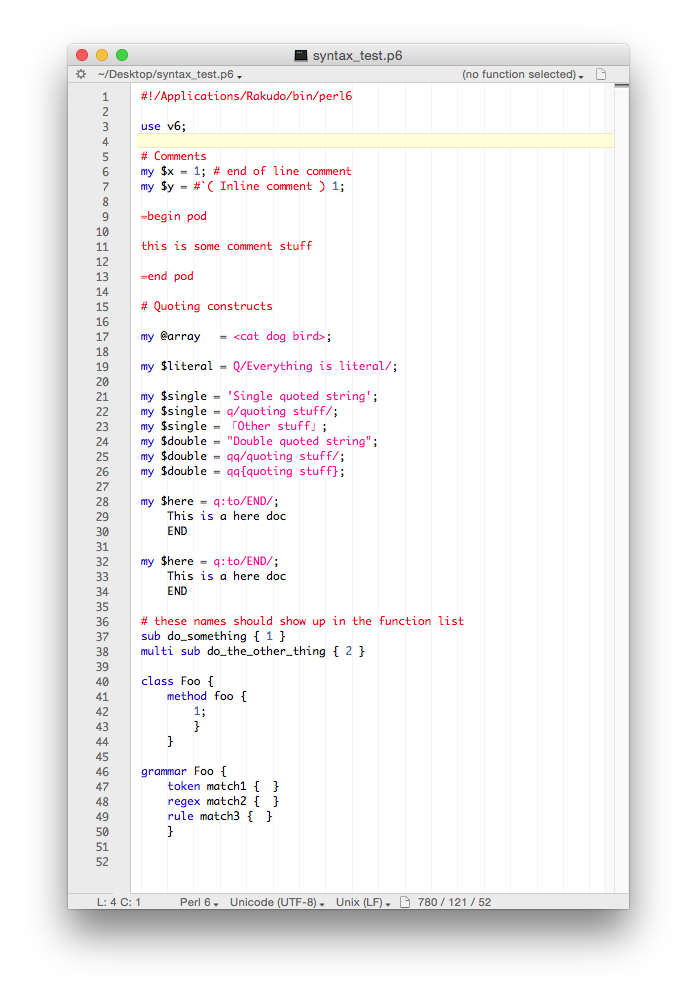 syntax_test.p6
~/Desktop/syntax_test.p6 (no function selected)
1 #!/Applications/Rakudo/bin/perl6
2
3 use v6;
4
5 # Comments
6 my $x = 1; # end of line comment
7 my $y = #`( Inline comment ) 1;
8
9 =begin pod
10
11 this is some comment stuff
12
13 =end pod
14
15 # Quoting constructs
16
17 my @array   = <cat dog bird>;
18
19 my $literal = Q/Everything is literal/;
20
21 my $single = 'Single quoted string';
22 my $single = q/quoting stuff/;
23 my $single = 「Other stuff」;
24 my $double = "Double quoted string";
25 my $double = qq/quoting stuff/;
26 my $double = qq{quoting stuff};
27
28 my $here = q:to/END/;
29     This is a here doc
30     END
31
32 my $here = q:to/END/;
33     This is a here doc
34     END
35
36 # these names should show up in the function list
37 sub do_something { 1 }
38 multi sub do_the_other_thing { 2 }
39
40 class Foo {
41     method foo {
42         1;
43         }
44     }
45
46 grammar Foo {
47     token match1 {  }
48     regex match2 {  }
49     rule match3 {  }
50     }
51
52
L: 4 C: 1 Perl 6 Unicode (UTF-8) Unix (LF) 780 / 121 / 52